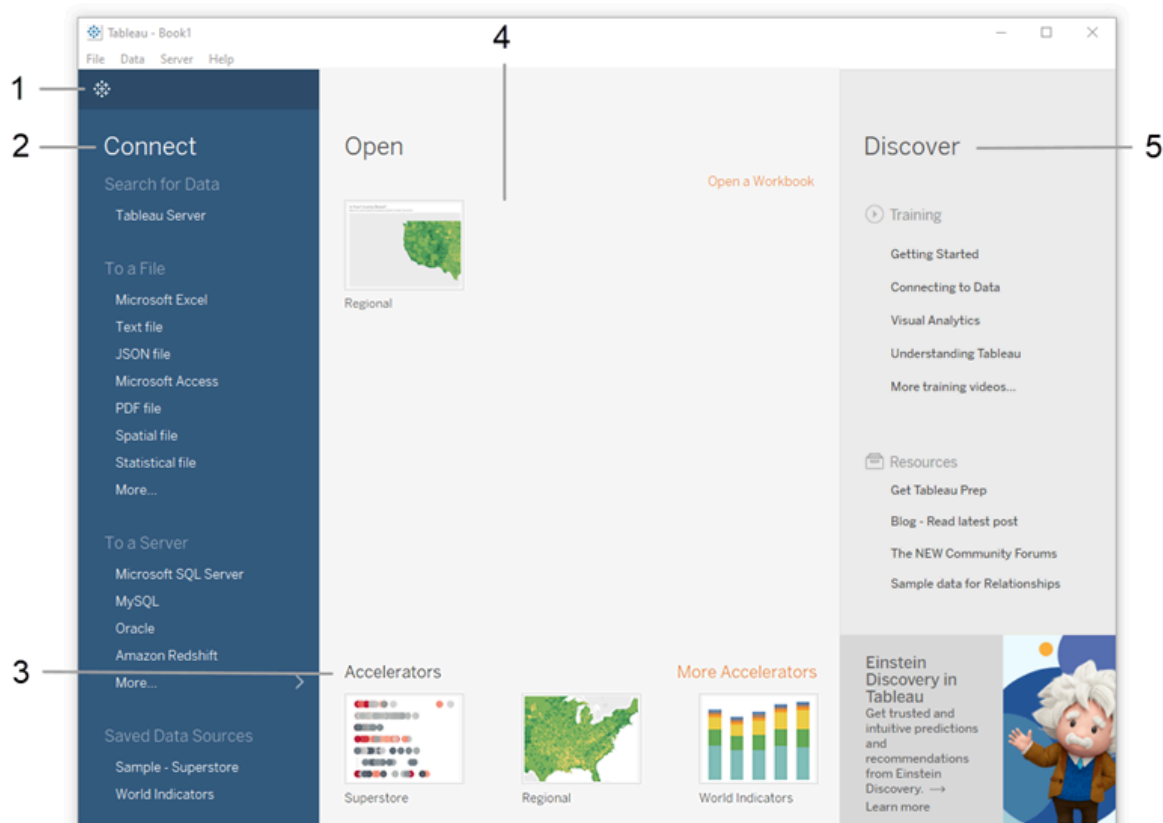 Tableau - Book1
File Data Server Help
1
2
3
4
5
Connect
Search for Data
Tableau Server
To a File
Microsoft Excel
Text file
JSON file
Microsoft Access
PDF file
Spatial file
Statistical file
More...
To a Server
Microsoft SQL Server
MySQL
Oracle
Amazon Redshift
More...
Saved Data Sources
Sample - Superstore
World Indicators
Open
Open a Workbook
Regional
Accelerators
More Accelerators
Superstore
Regional
World Indicators
Discover
Training
Getting Started
Connecting to Data
Visual Analytics
Understanding Tableau
More training videos...
Resources
Get Tableau Prep
Blog - Read latest post
The NEW Community Forums
Sample data for Relationships
Einstein
Discovery in
Tableau
Get trusted and
intuitive predictions
and
recommendations
from Einstein
Discovery. →
Learn more